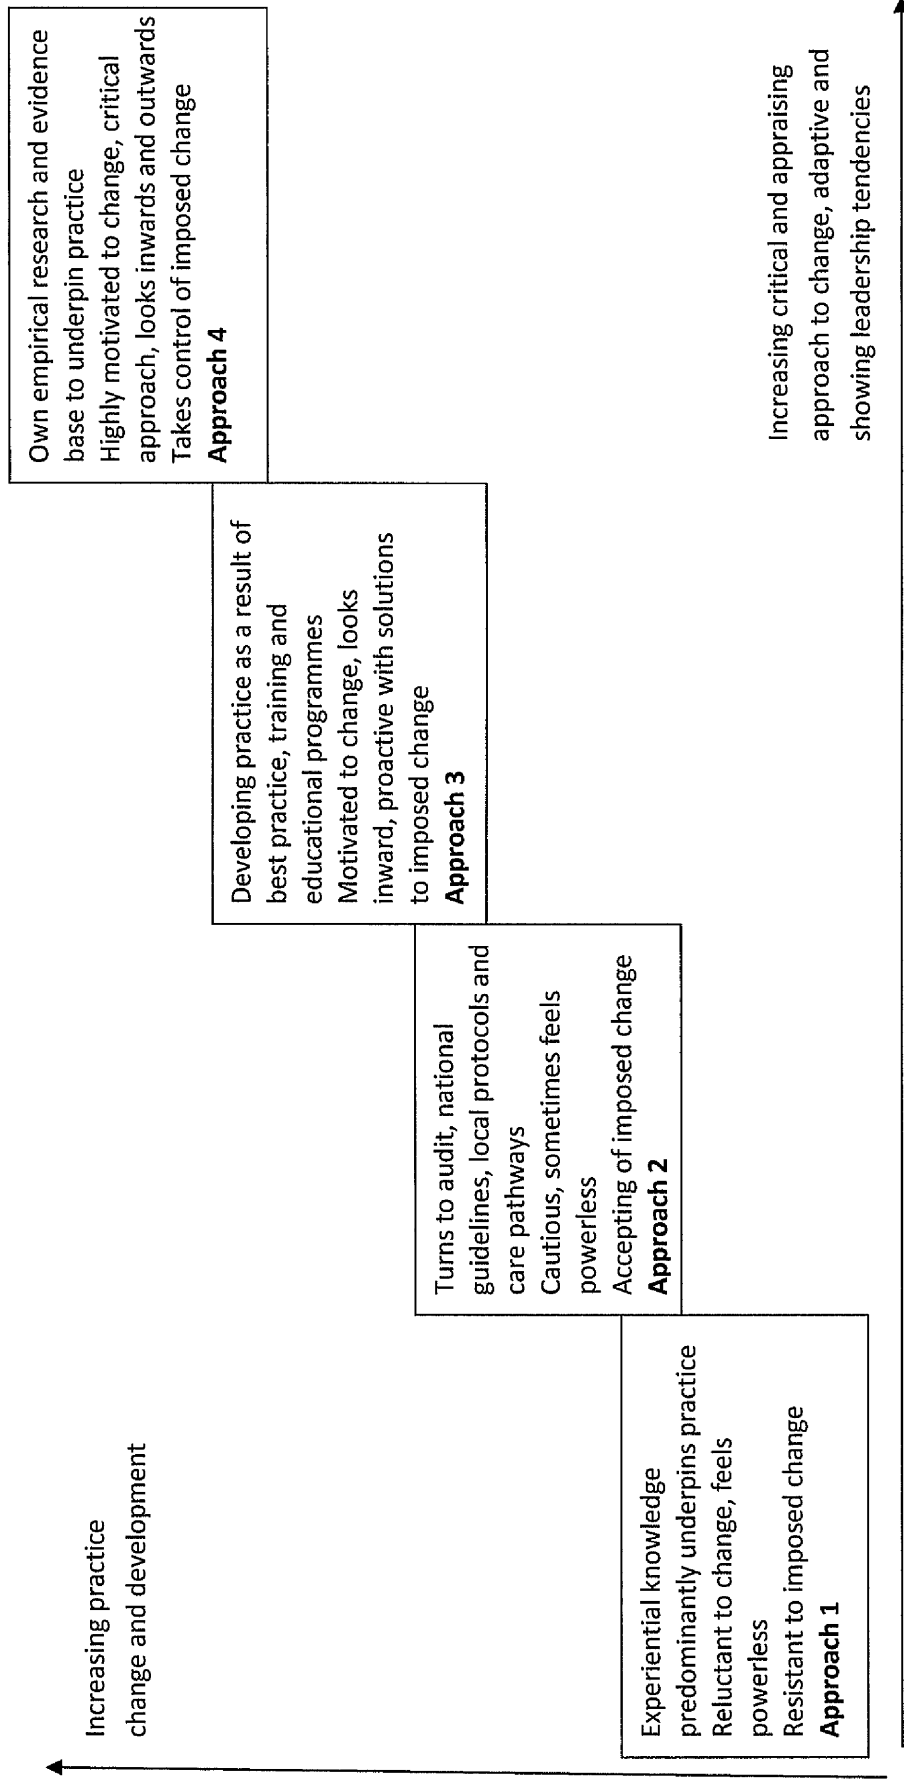 Increasing practice
change and development
Own empirical research and evidence
base to underpin practice
Highly motivated to change, critical
approach, looks inwards and outwards
Takes control of imposed change
Approach 4
Developing practice as a result of
best practice, training and
educational programmes
Motivated to change, looks
inward, proactive with solutions
to imposed change
Approach 3
Turns to audit, national
guidelines, local protocols and
care pathways
Cautious, sometimes feels
powerless
Accepting of imposed change
Approach 2
Experiential knowledge
predominantly underpins practice
Reluctant to change, feels
powerless
Resistant to imposed change
Approach 1
Increasing critical and appraising
approach to change, adaptive and
showing leadership tendencies